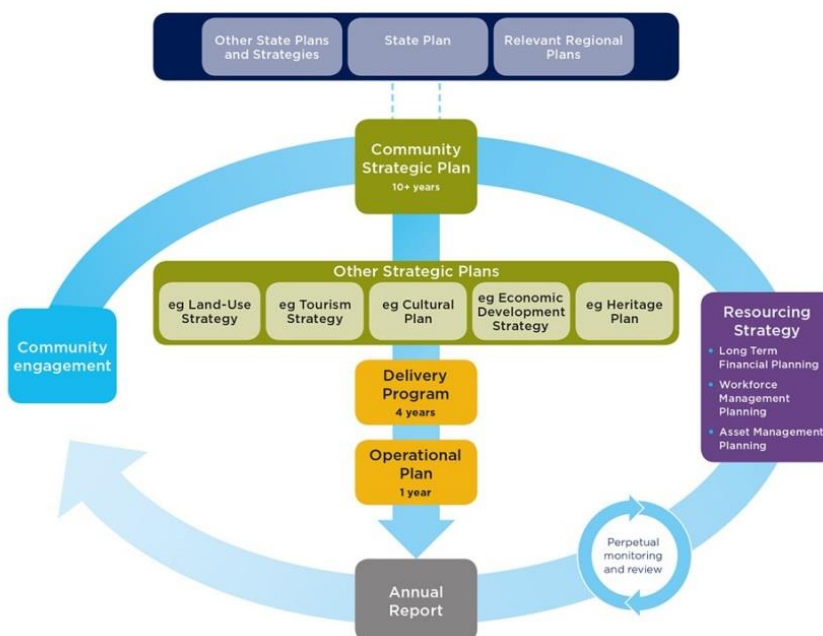 Other State Plans
and Strategies
State Plan
Relevant Regional
Plans
Community
Strategic Plan
10+ years
Other Strategic Plans
eg Land-Use
Strategy
eg Tourism
Strategy
eg Cultural
Plan
eg Economic
Development
Strategy
eg Heritage
Plan
Community
engagement
Resourcing
Strategy
• Long Term
Financial Planning
• Workforce
Management
Planning
• Asset Management
Planning
Delivery
Program
4 years
Operational
Plan
1 year
Perpetual
monitoring
and review
Annual
Report